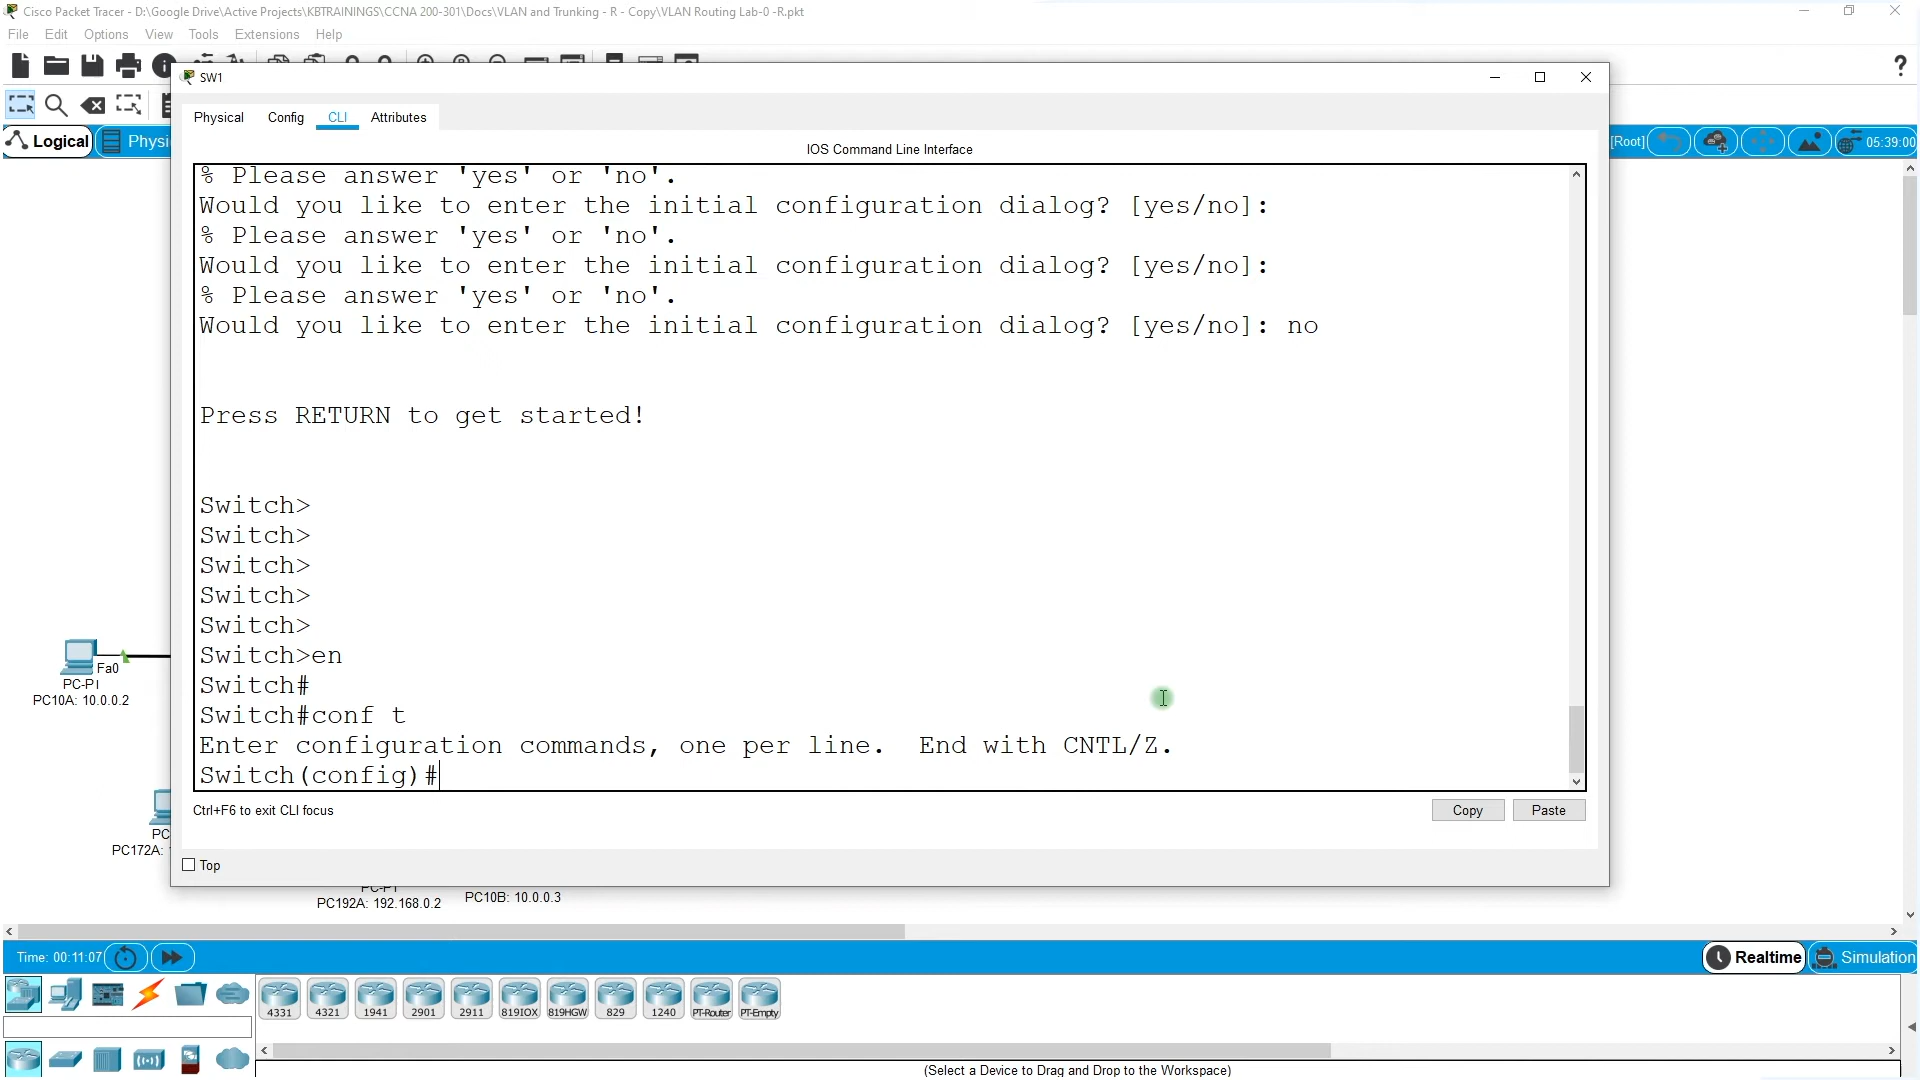 Cisco Packet Tracer - D:\Google Drive\Active Projects\KBTRAININGS\CCNA 200-301\Docs\VLAN and Trunking - R - Copy\VLAN Routing Lab-0 -R.pkt
File Edit Options View Tools Extensions Help
SW1
Physical Config CLI Attributes
Logical
Physi
[Root]
05:39:00
IOS Command Line Interface
% Please answer 'yes' or 'no'.
Would you like to enter the initial configuration dialog? [yes/no]:
% Please answer 'yes' or 'no'.
Would you like to enter the initial configuration dialog? [yes/no]:
% Please answer 'yes' or 'no'.
Would you like to enter the initial configuration dialog? [yes/no]: no
Press RETURN to get started!
Switch>
Switch>
Switch>
Switch>
Switch>
Switch>en
Switch#
Switch#conf t
Enter configuration commands, one per line.  End with CNTL/Z.
Switch(config)#
Ctrl+F6 to exit CLI focus
Copy
Paste
Top
Fa0
PC-PT
PC10A: 10.0.0.2
PC
PC172A:
PC-PT
PC192A: 192.168.0.2
PC10B: 10.0.0.3
Time: 00:11:07
Realtime
Simulation
4331 4321 1941 2901 2911 819IOX 819HGW 829 1240 PT-Router PT-Empty
(Select a Device to Drag and Drop to the Workspace)